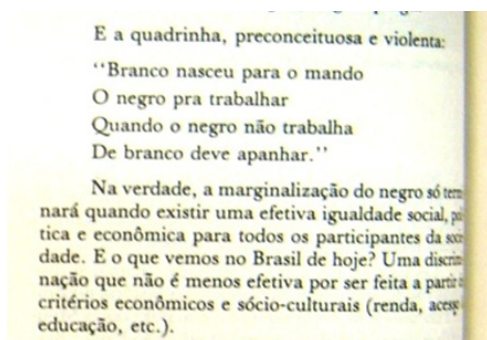 E a quadrinha, preconceituosa e violenta:
"Branco nasceu para o mando
O negro pra trabalhar
Quando o negro não trabalha
De branco deve apanhar."
Na verdade, a marginalização do negro só
nará quando existir uma efetiva igualdade social,
tica e econômica para todos os participantes da
dade. E o que vemos no Brasil de hoje? Uma
nação que não é menos efetiva por ser feita a partir
critérios econômicos e sócio-culturais (renda,
educação, etc.).